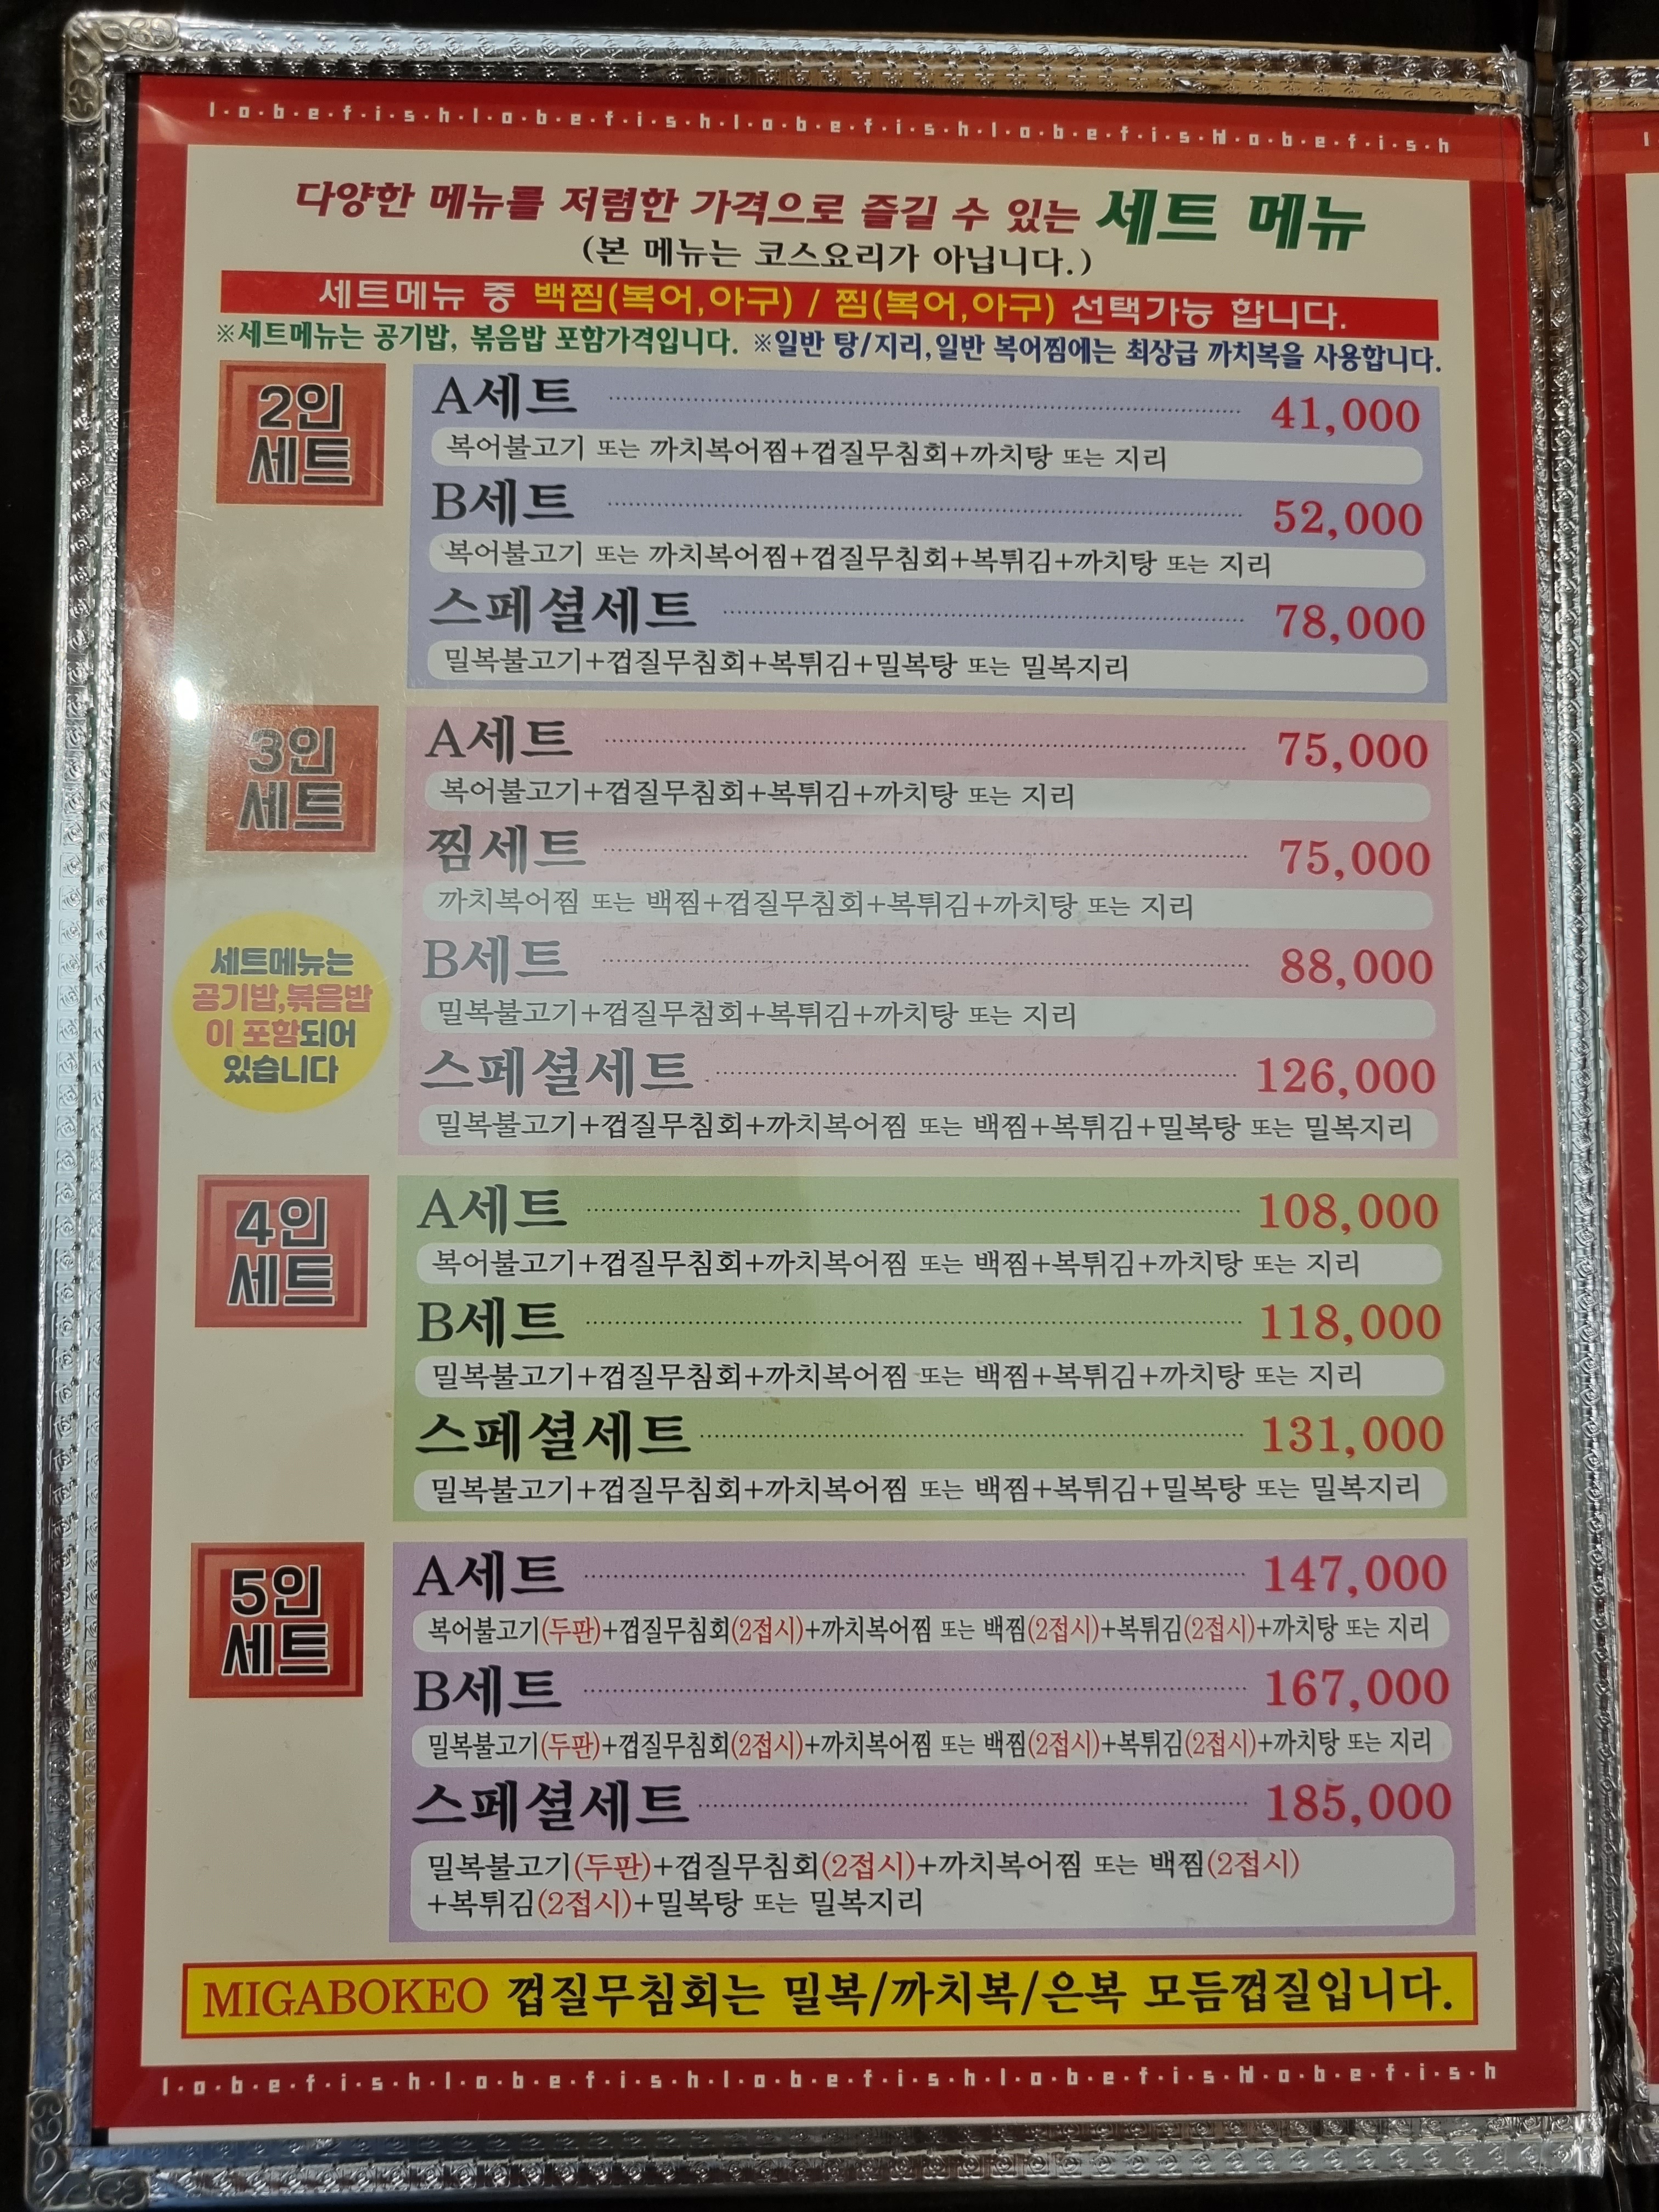 l·o·b·e·f·i·s·h·l·o·b·e·f·i·s·h·l·o·b·e·f·i·s·h·l·o·b·e·f·i·s·h·l·o·b·e·f·i·s·h
다양한 메뉴를 저렴한 가격으로 즐길 수 있는 세트 메뉴
(본 메뉴는 코스요리가 아닙니다.)
세트메뉴 중 백찜(복어,아구) / 찜(복어,아구) 선택가능 합니다.
※세트메뉴는 공기밥, 볶음밥 포함가격입니다. ※일반 탕/지리,일반 복어찜에는 최상급 까치복을 사용합니다.
2인
세트
A세트 41,000
복어불고기 또는 까치복어찜+껍질무침회+까치탕 또는 지리
B세트 52,000
복어불고기 또는 까치복어찜+껍질무침회+복튀김+까치탕 또는 지리
스페셜세트 78,000
밀복불고기+껍질무침회+복튀김+밀복탕 또는 밀복지리
3인
세트
A세트 75,000
복어불고기+껍질무침회+복튀김+까치탕 또는 지리
찜세트 75,000
까치복어찜 또는 백찜+껍질무침회+복튀김+까치탕 또는 지리
B세트 88,000
밀복불고기+껍질무침회+복튀김+까치탕 또는 지리
스페셜세트 126,000
밀복불고기+껍질무침회+까치복어찜 또는 백찜+복튀김+밀복탕 또는 밀복지리
세트메뉴는
공기밥,볶음밥
이 포함되어
있습니다
4인
세트
A세트 108,000
복어불고기+껍질무침회+까치복어찜 또는 백찜+복튀김+까치탕 또는 지리
B세트 118,000
밀복불고기+껍질무침회+까치복어찜 또는 백찜+복튀김+까치탕 또는 지리
스페셜세트 131,000
밀복불고기+껍질무침회+까치복어찜 또는 백찜+복튀김+밀복탕 또는 밀복지리
5인
세트
A세트 147,000
복어불고기(두판)+껍질무침회(2접시)+까치복어찜 또는 백찜(2접시)+복튀김(2접시)+까치탕 또는 지리
B세트 167,000
밀복불고기(두판)+껍질무침회(2접시)+까치복어찜 또는 백찜(2접시)+복튀김(2접시)+까치탕 또는 지리
스페셜세트 185,000
밀복불고기(두판)+껍질무침회(2접시)+까치복어찜 또는 백찜(2접시)
+복튀김(2접시)+밀복탕 또는 밀복지리
MIGABOKEO 껍질무침회는 밀복/까치복/은복 모듬껍질입니다.
l·o·b·e·f·i·s·h·l·o·b·e·f·i·s·h·l·o·b·e·f·i·s·h·l·o·b·e·f·i·s·h·l·o·b·e·f·i·s·h